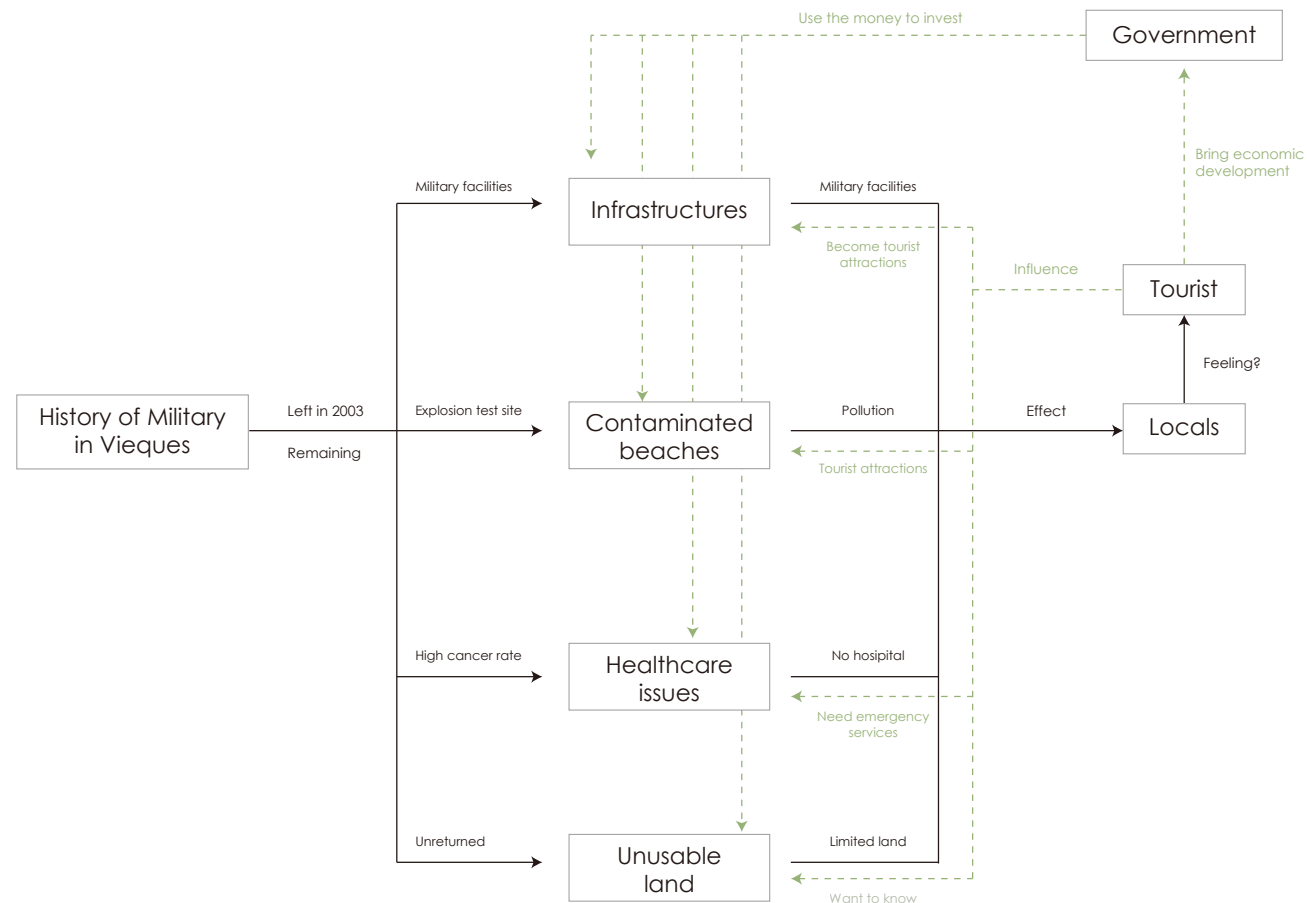 Use the money to invest
Government
Bring economic
development
Military facilities
Infrastructures
Military facilities
Become tourist
attractions
Influence
Tourist
Feeling?
History of Military
in Vieques
Left in 2003
Remaining
Explosion test site
Contaminated
beaches
Pollution
Tourist attractions
Effect
Locals
High cancer rate
Healthcare
issues
No hosipital
Need emergency
services
Unreturned
Unusable
land
Limited land
Want to know